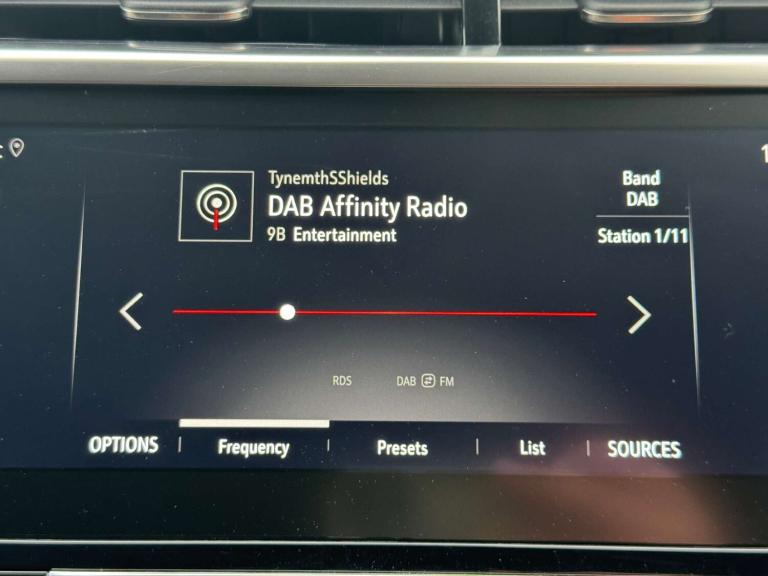 TynemthSShields
DAB Affinity Radio
9B Entertainment
Band
DAB
Station 1/11
RDS
DAB FM
OPTIONS
Frequency
Presets
List
SOURCES